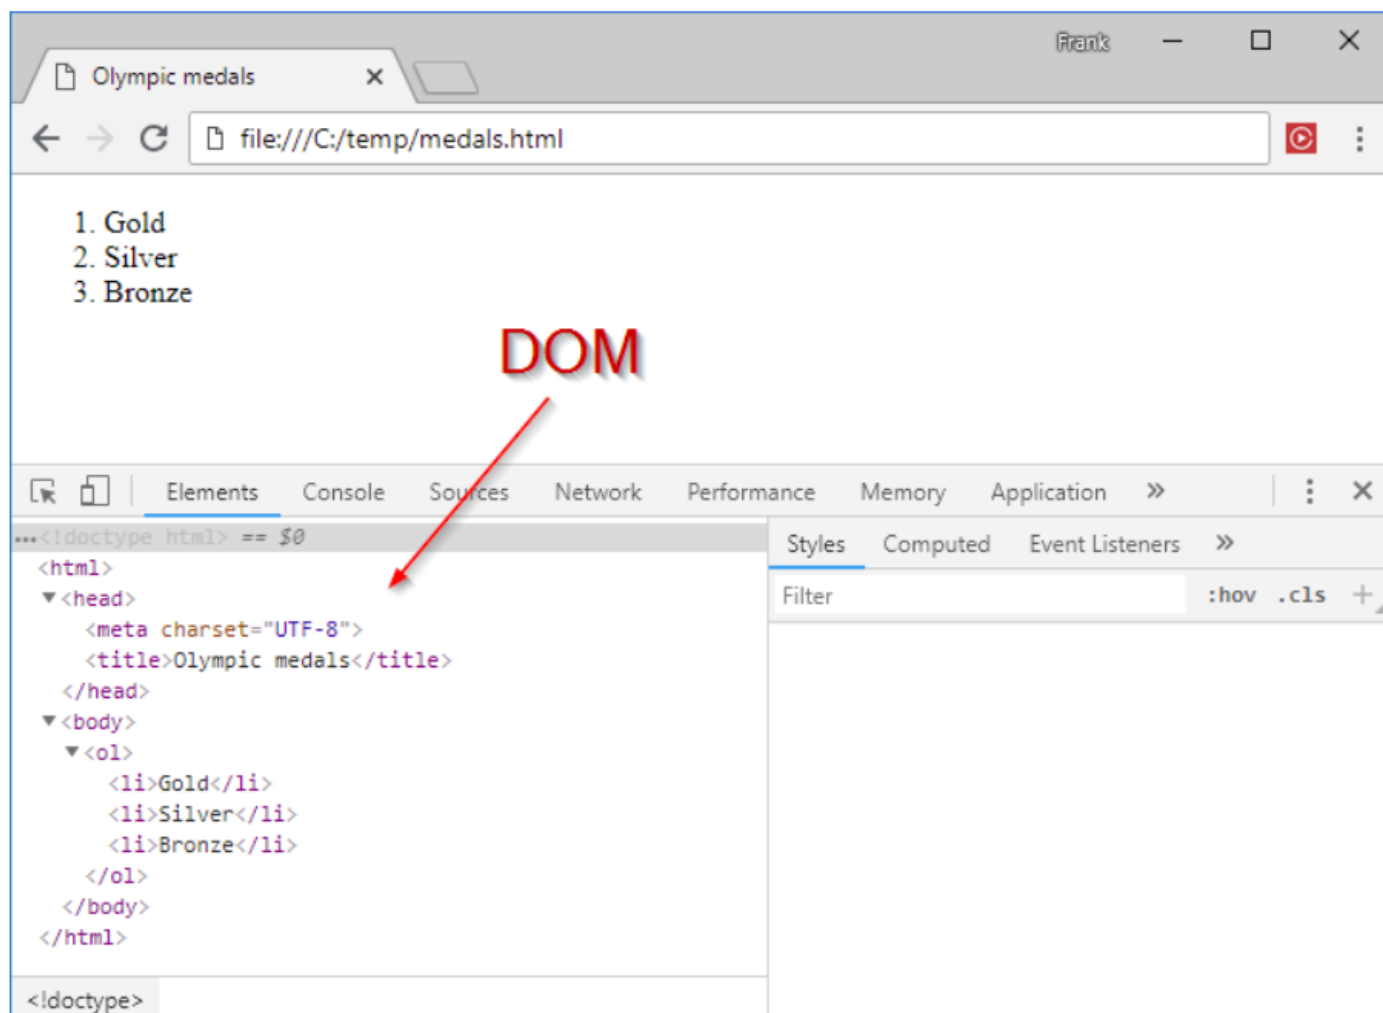 Frank
Olympic medals
file:///C:/temp/medals.html
1. Gold
2. Silver
3. Bronze
DOM
Elements Console Sources Network Performance Memory Application »
...<!doctype html> == $0
<html>
<head>
<meta charset="UTF-8">
<title>Olympic medals</title>
</head>
<body>
<ol>
<li>Gold</li>
<li>Silver</li>
<li>Bronze</li>
</ol>
</body>
</html>
<!doctype>
Styles Computed Event Listeners »
Filter :hov .cls +